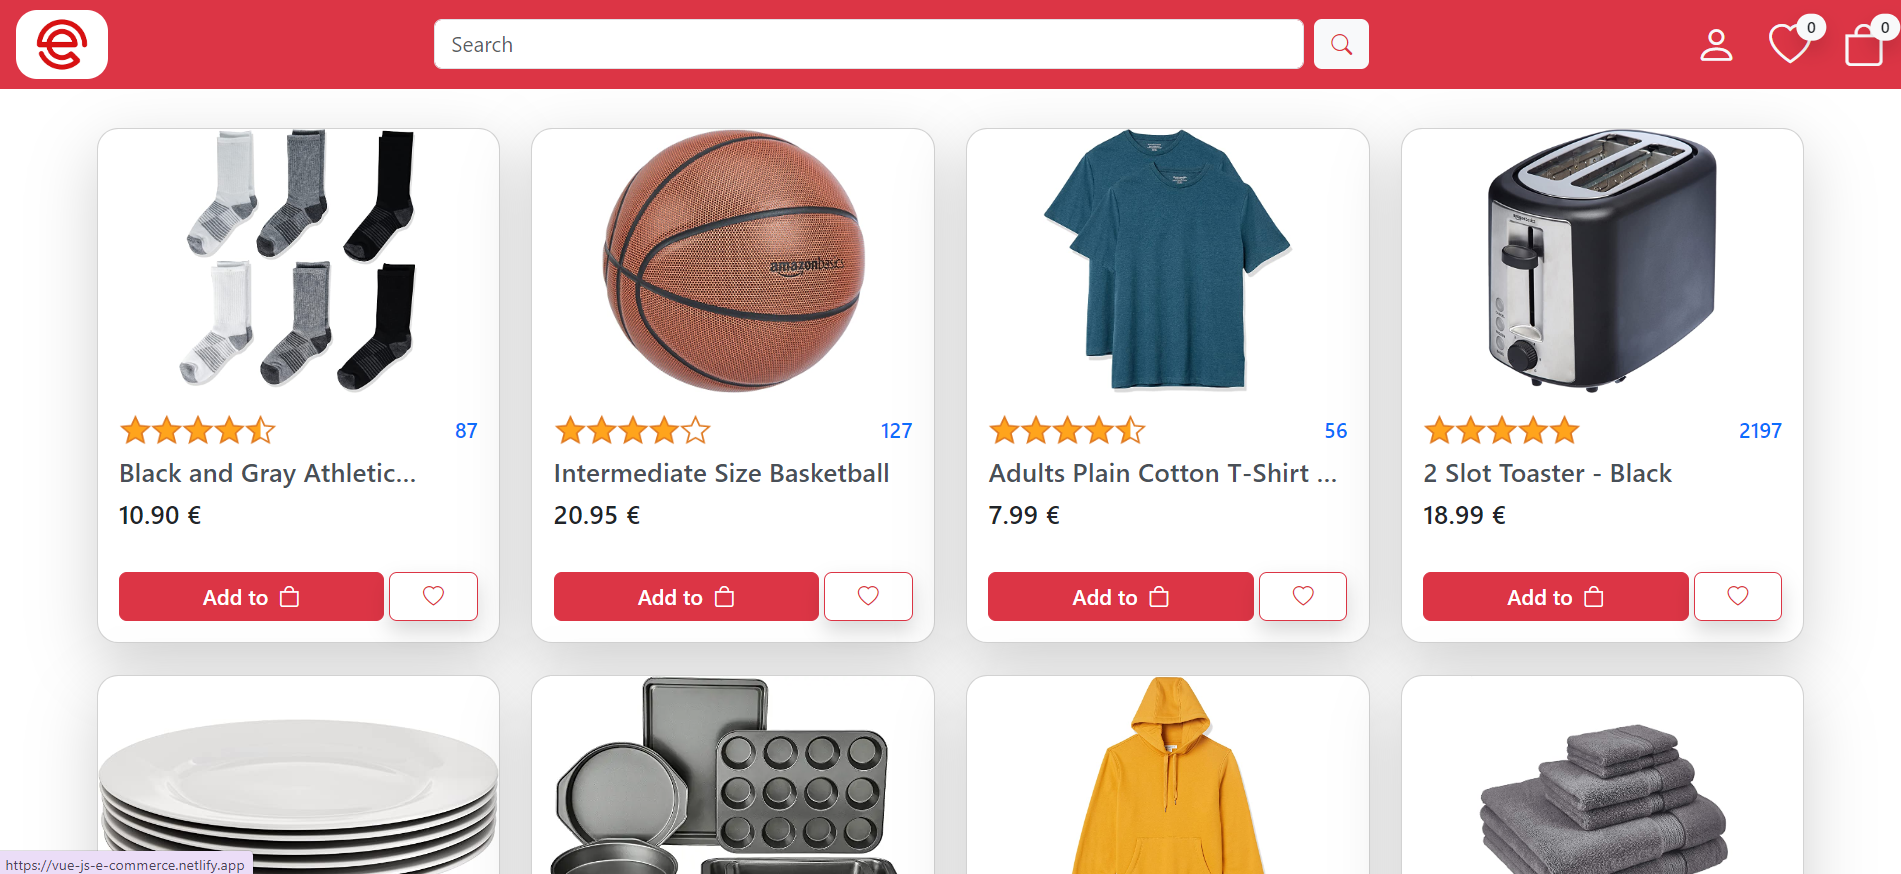 Search
0
0
amazonbasics
87
127
56
2197
Black and Gray Athletic...
Intermediate Size Basketball
Adults Plain Cotton T-Shirt ...
2 Slot Toaster - Black
10.90 €
20.95 €
7.99 €
18.99 €
Add to
Add to
Add to
Add to
https://vue-js-e-commerce.netlify.app